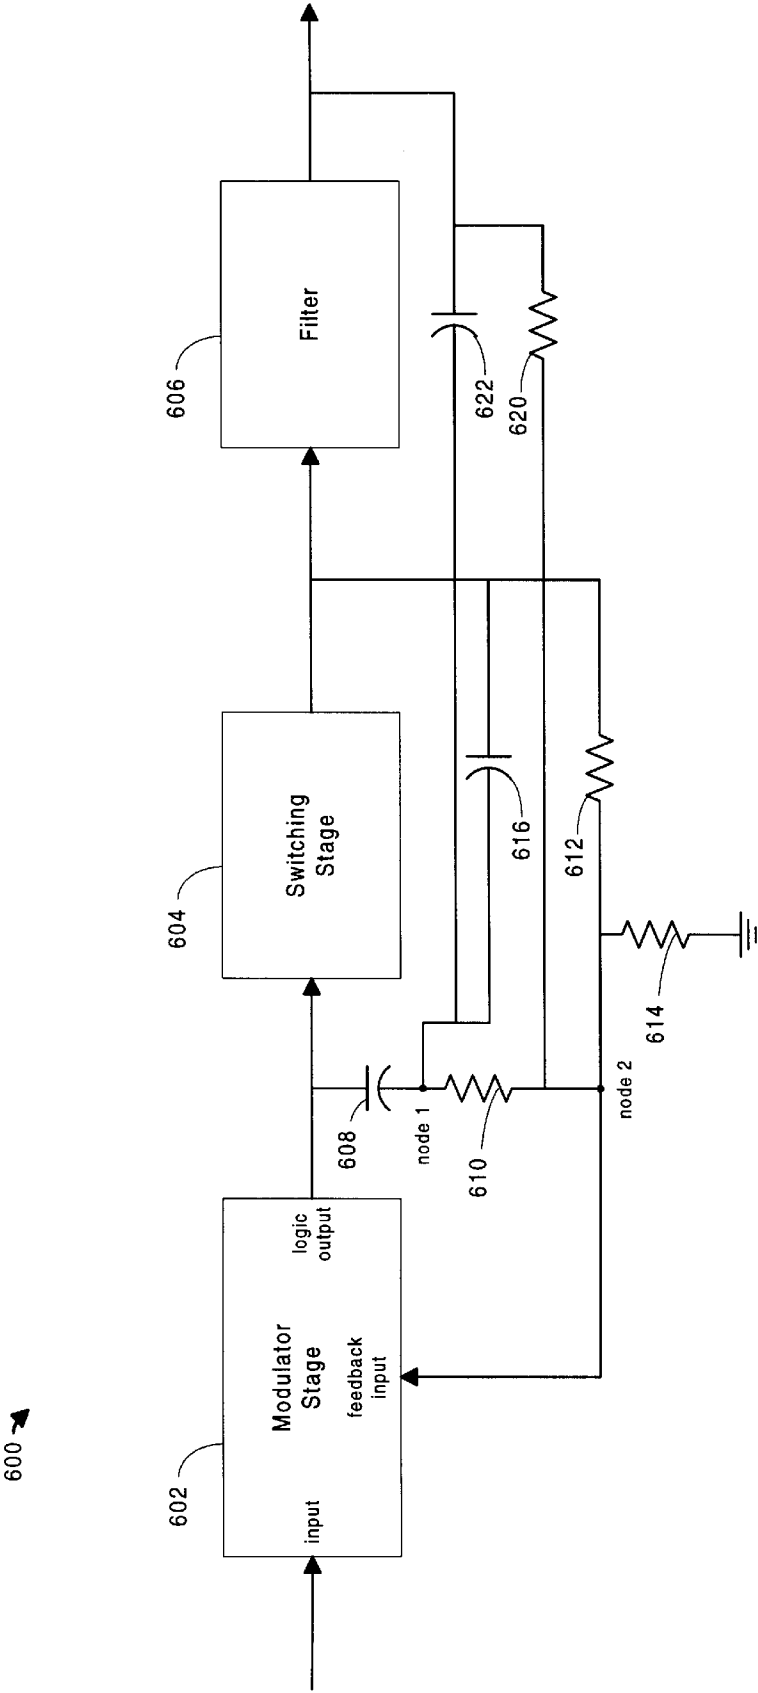 600
602
input
Modulator
Stage
feedback
input
logic
output
608
node 1
610
node 2
604
Switching
Stage
614
612
616
606
Filter
622
620